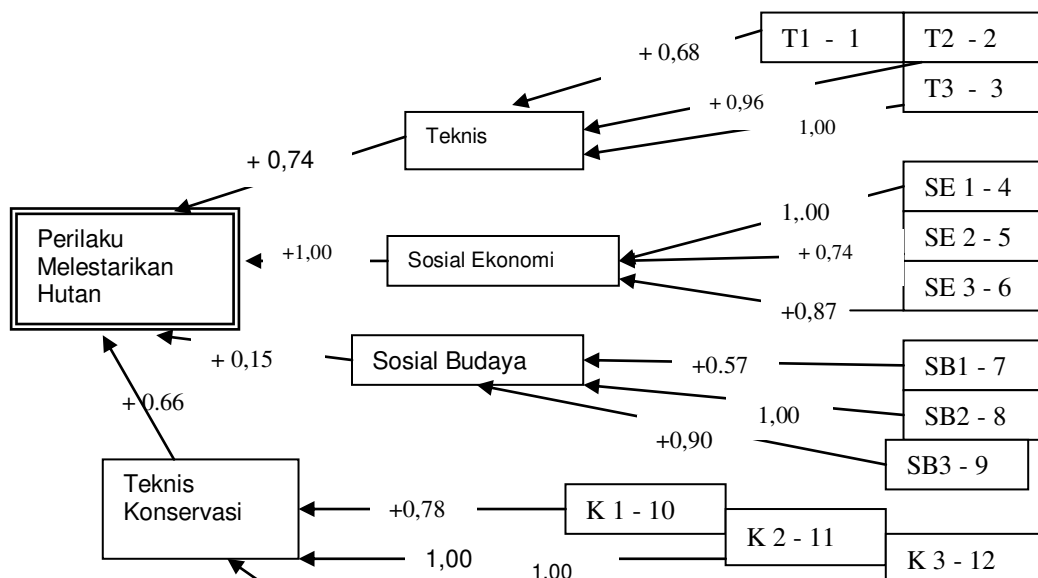 T1 - 1
T2 - 2
+ 0,68
T3 - 3
+ 0,96
1,00
Teknis
+ 0,74
SE 1 - 4
1,.00
SE 2 - 5
+ 0,74
Perilaku
Melestarikan
Hutan
+1,00
Sosial Ekonomi
SE 3 - 6
+0,87
SB1 - 7
+ 0,15
Sosial Budaya
+0.57
SB2 - 8
1,00
+ 0.66
+0,90
SB3 - 9
Teknis
Konservasi
+0,78
K 1 - 10
K 2 - 11
1,00
1,00
K 3 - 12